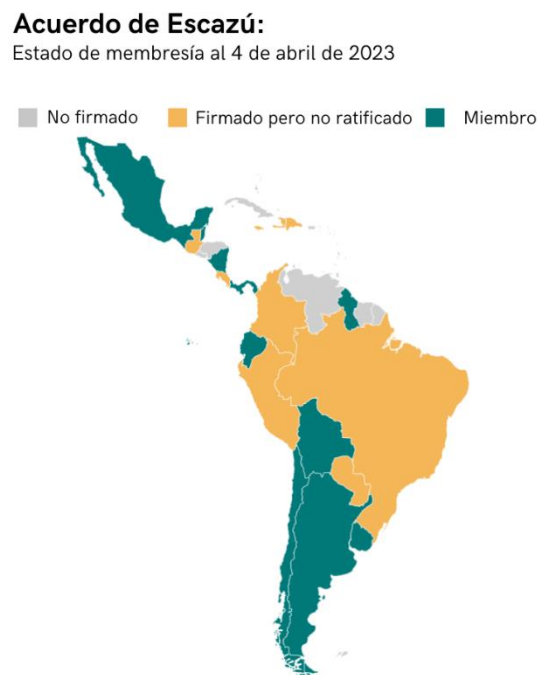 Acuerdo de Escazú:
Estado de membresía al 4 de abril de 2023
No firmado
Firmado pero no ratificado
Miembro